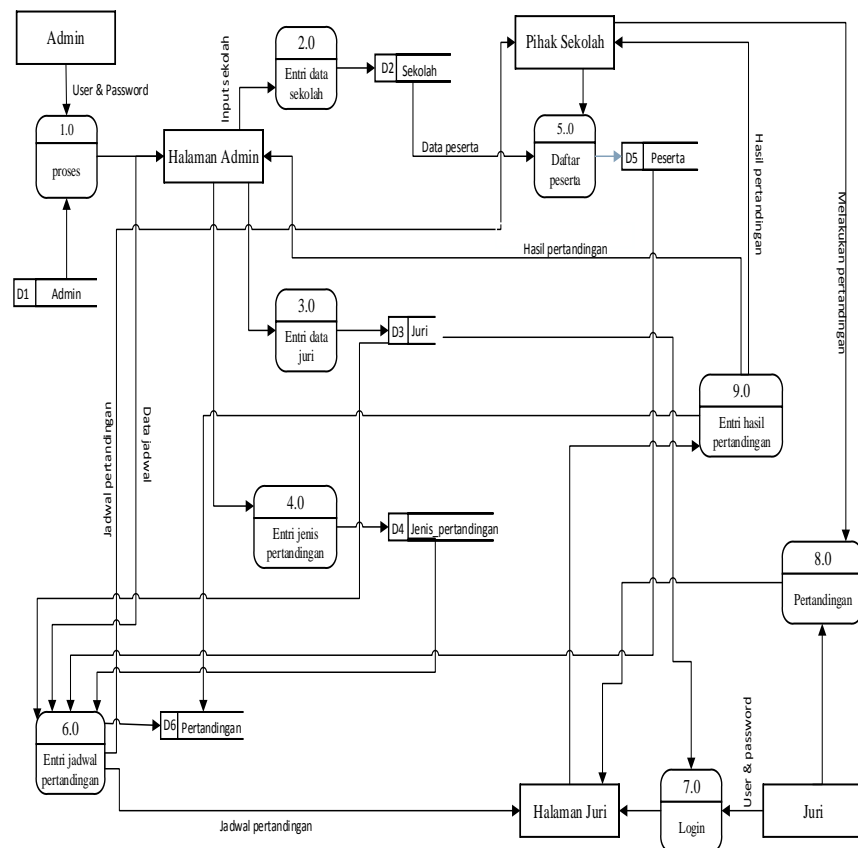 Admin
User & Password
1.0
proses
D1 Admin
Input sekolah
2.0
Entri data
sekolah
D2 Sekolah
Pihak Sekolah
Halaman Admin
Data peserta
5..0
Daftar
peserta
D5 Peserta
Hasil pertandingan
Hasil pertandingan
Melakukan pertandingan
3.0
Entri data
juri
D3 Juri
9.0
Entri hasil
pertandingan
Jadwal pertandingan
Data jadwal
4.0
Entri jenis
pertandingan
D4 Jenis_pertandingan
8.0
Pertandingan
6.0
Entri jadwal
pertandingan
D6 Pertandingan
Jadwal pertandingan
Halaman Juri
7.0
Login
User & password
Juri